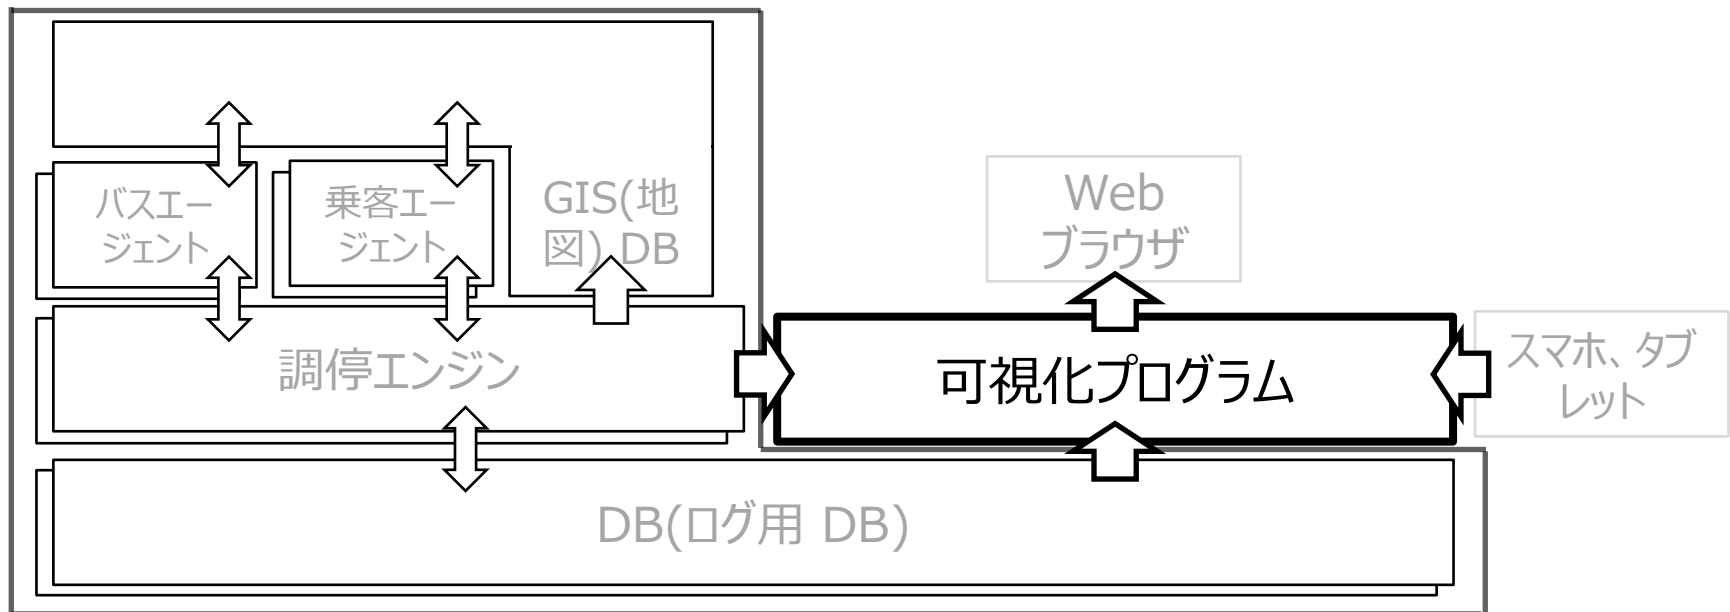 バスエー
ジェント
乗客エー
ジェント
GIS(地
図) DB
Web
ブラウザ
調停エンジン
可視化プログラム
スマホ、タブ
レット
DB(ログ用 DB)